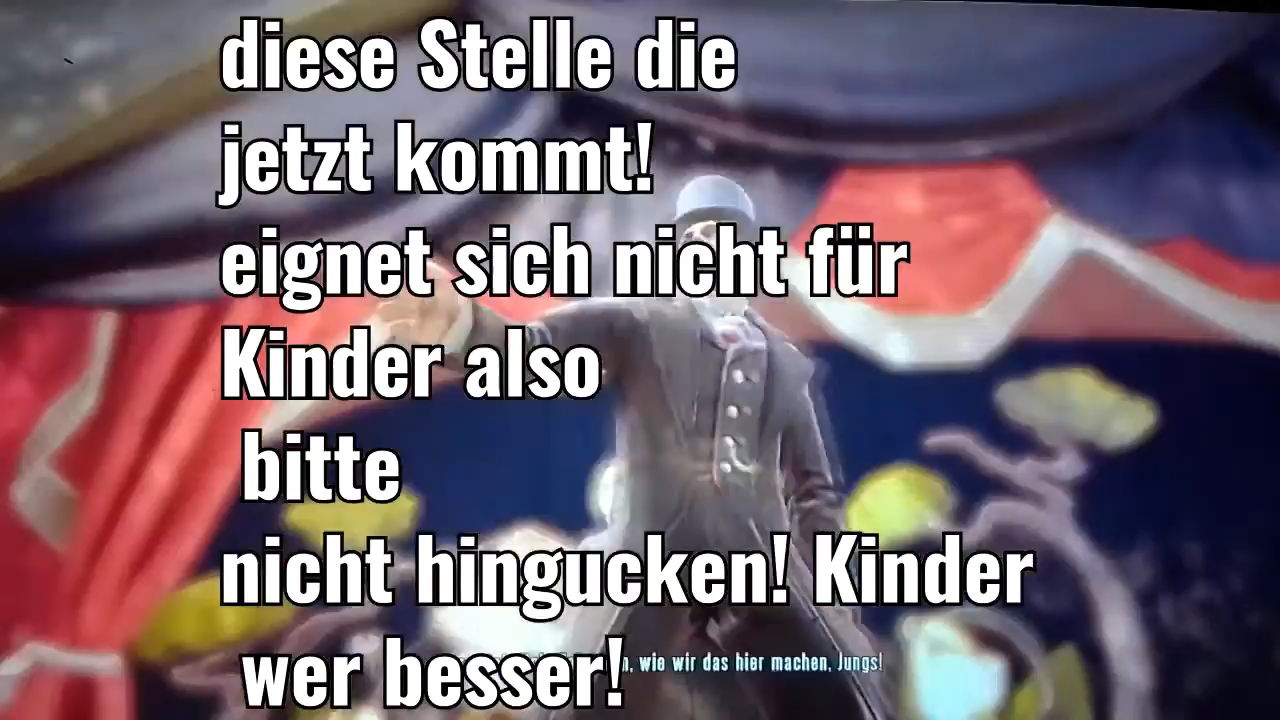 diese Stelle die
jetzt kommt!
eignet sich nicht für
Kinder also
bitte
nicht hingucken! Kinder
wer besser!
wie wir das hier machen, Jungs!